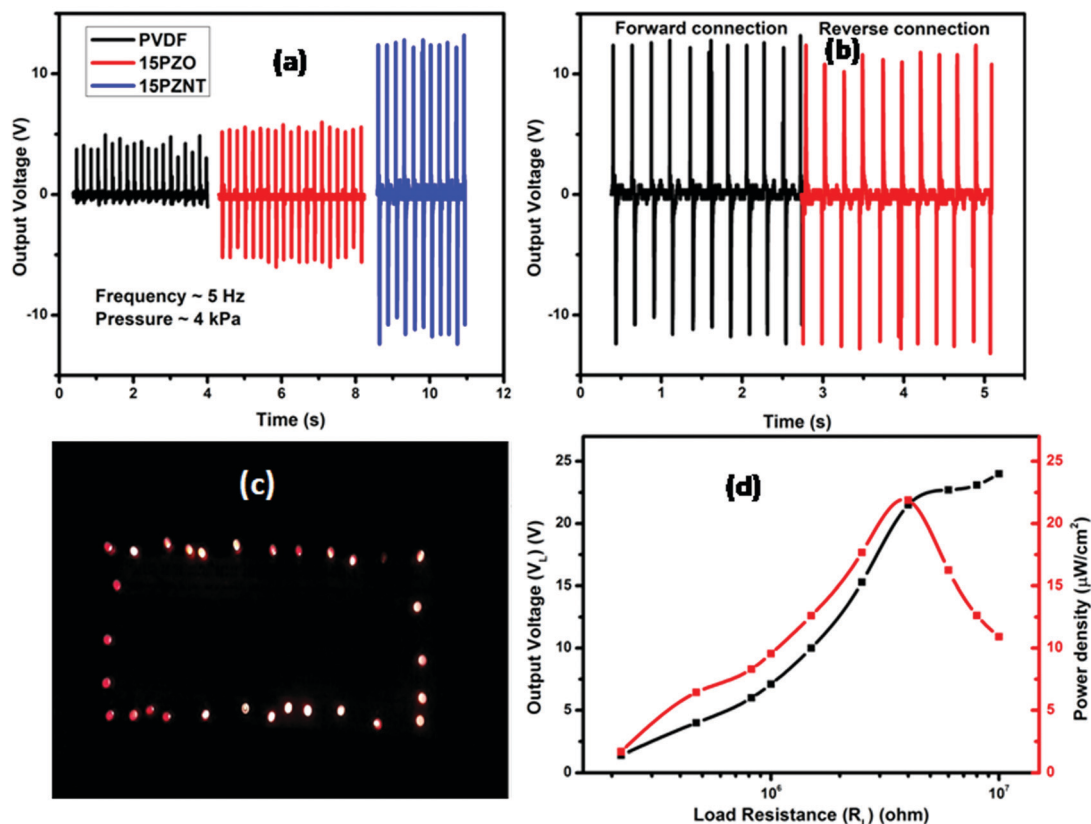 PVDF
15PZO
15PZNT
(a)
10
0
-10
Output Voltage (V)
Frequency ~ 5 Hz
Pressure ~ 4 kPa
0 2 4 6 8 10 12
Time (s)
Forward connection Reverse connection
(b)
10
0
-10
Output Voltage (V)
1 2 3 4 5
Time (s)
(c)
(d)
25
20
15
10
5
0
Output Voltage (V_L) (V)
25
20
15
10
5
0
Power density (μW/cm²)
10⁶ 10⁷
Load Resistance (R_L) (ohm)